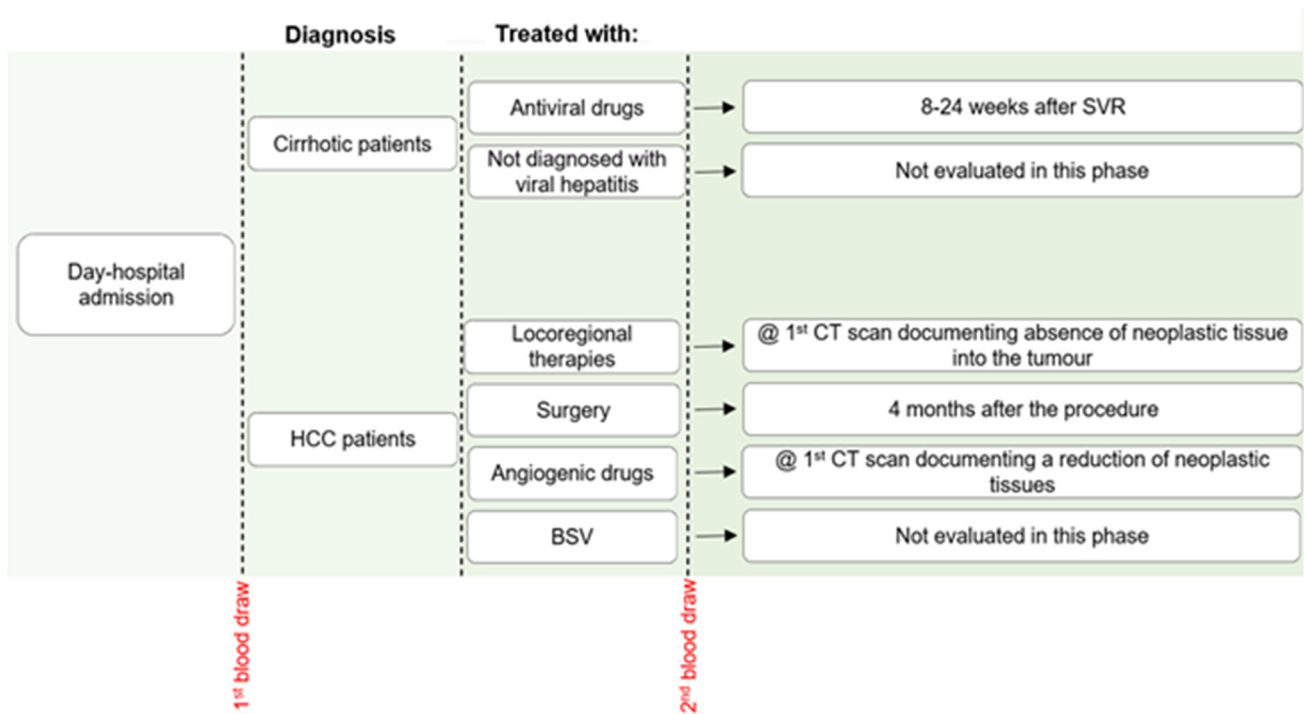 Diagnosis
Treated with:
Day-hospital
admission
Cirrhotic patients
HCC patients
Antiviral drugs
8-24 weeks after SVR
Not diagnosed with
viral hepatitis
Not evaluated in this phase
Locoregional
therapies
@ 1st CT scan documenting absence of neoplastic tissue
into the tumour
Surgery
4 months after the procedure
Angiogenic drugs
@ 1st CT scan documenting a reduction of neoplastic
tissues
BSV
Not evaluated in this phase
1st blood draw
2nd blood draw